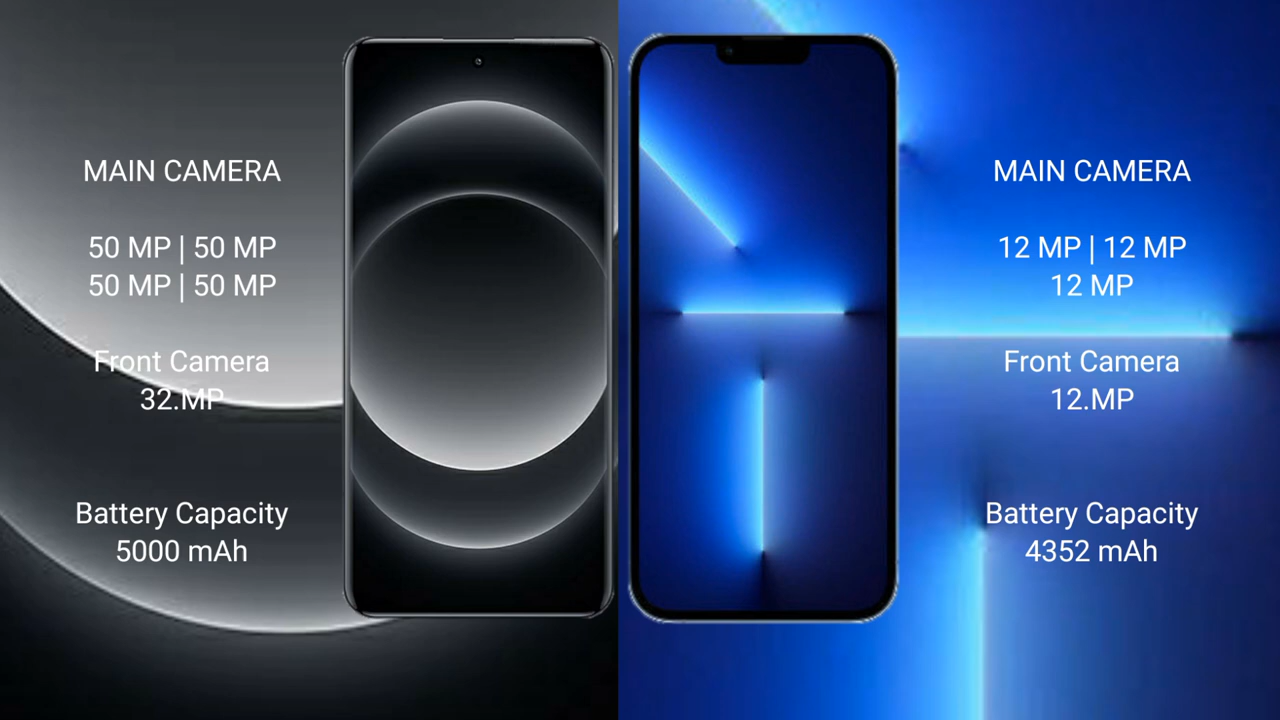 MAIN CAMERA
50 MP | 50 MP
50 MP | 50 MP
Front Camera
32.MP
Battery Capacity
5000 mAh
MAIN CAMERA
12 MP | 12 MP
12 MP
Front Camera
12.MP
Battery Capacity
4352 mAh